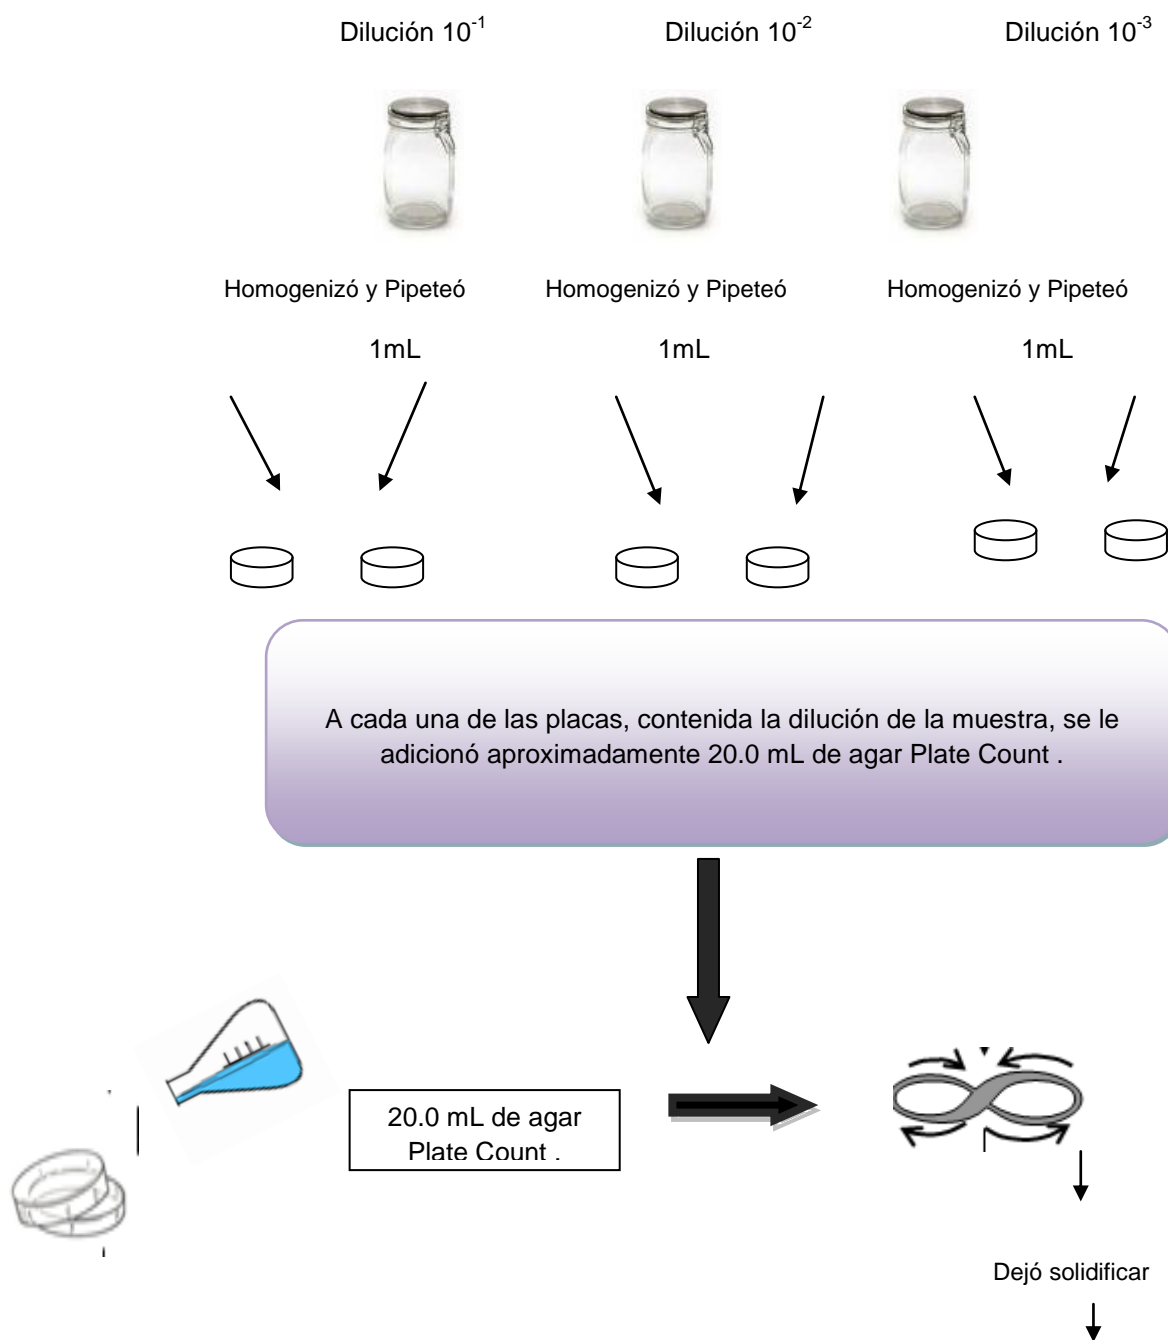 Dilución 10⁻¹ Dilución 10⁻² Dilución 10⁻³
Homogenizó y Pipeteó Homogenizó y Pipeteó Homogenizó y Pipeteó
1mL 1mL 1mL
A cada una de las placas, contenida la dilución de la muestra, se le
adicionó aproximadamente 20.0 mL de agar Plate Count .
20.0 mL de agar
Plate Count .
Dejó solidificar